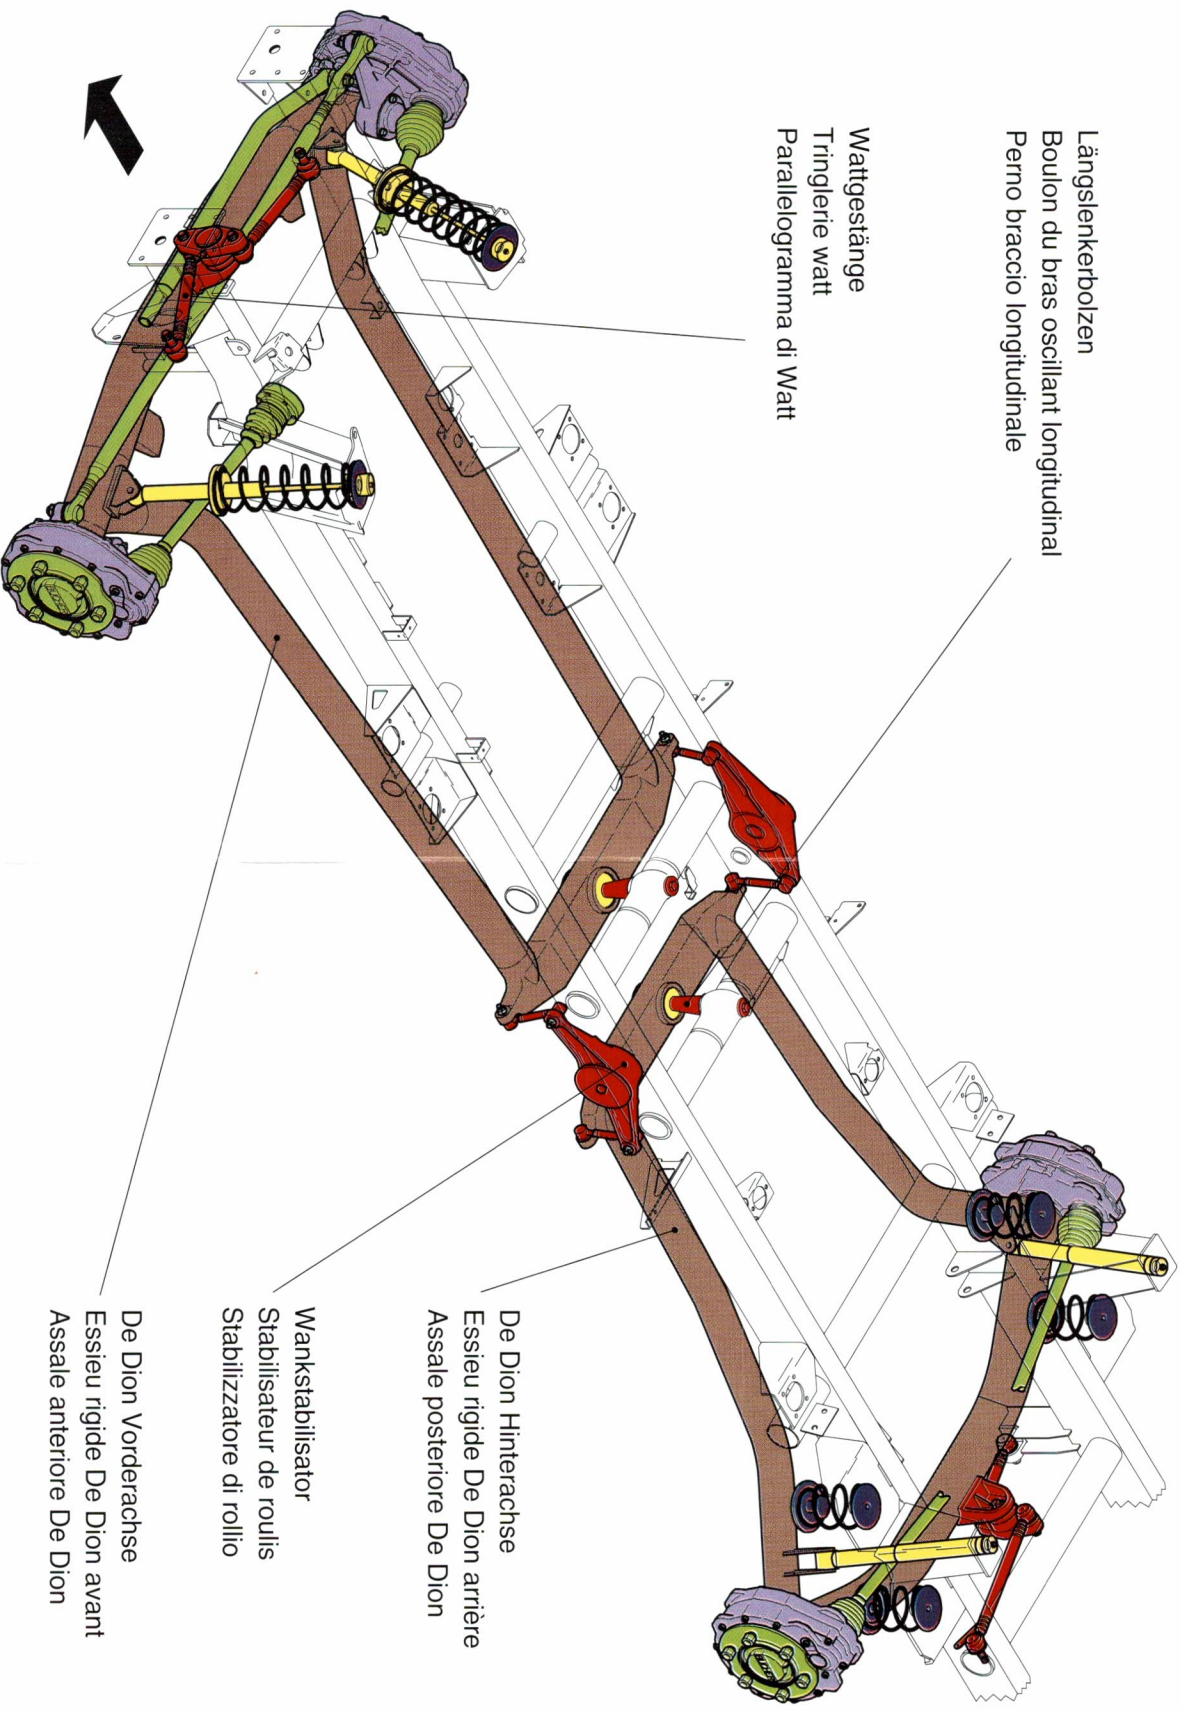 Längslenkerbolzen
Boulon du bras oscillant longitudinal
Perno braccio longitudinale
Wattgestänge
Tringlerie watt
Parallelogramma di Watt
De Dion Hinterachse
Essieu rigide De Dion arrière
Assale posteriore De Dion
Wankstabilisator
Stabilisateur de roulis
Stabilizzatore di rollio
De Dion Vorderachse
Essieu rigide De Dion avant
Assale anteriore De Dion